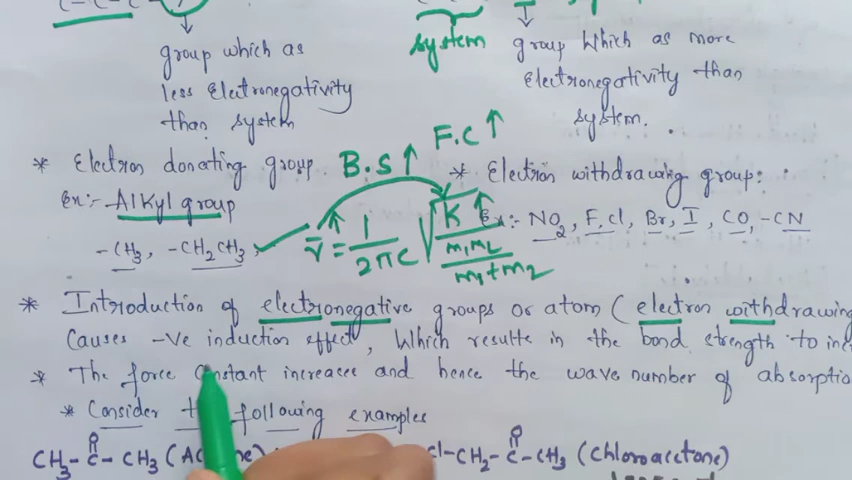 system
group which as
less Electronegativity
than system
group Which as more
Electronegativity than
system.
F.C ↑
B.S ↑
* Electron donating group
Ex:- Alkyl group
-CH3, -CH2CH3,
* Electron withdrawing group:
Ex:- NO2, F, Cl, Br, I, CO, -CN
ν̅ ↑ = 1/2πc √(K ↑ / (m1m2/m1+m2))
* Introduction of electronegative groups or atom (electron withdrawing
Causes -Ve induction effect, Which results in the bond strength to inc
* The force constant increases and hence the wave number of absorptio
* Consider the following examples
CH3-C-CH3 (Acetone)
O
Cl-CH2-C-CH3 (Chloroacetone)
O